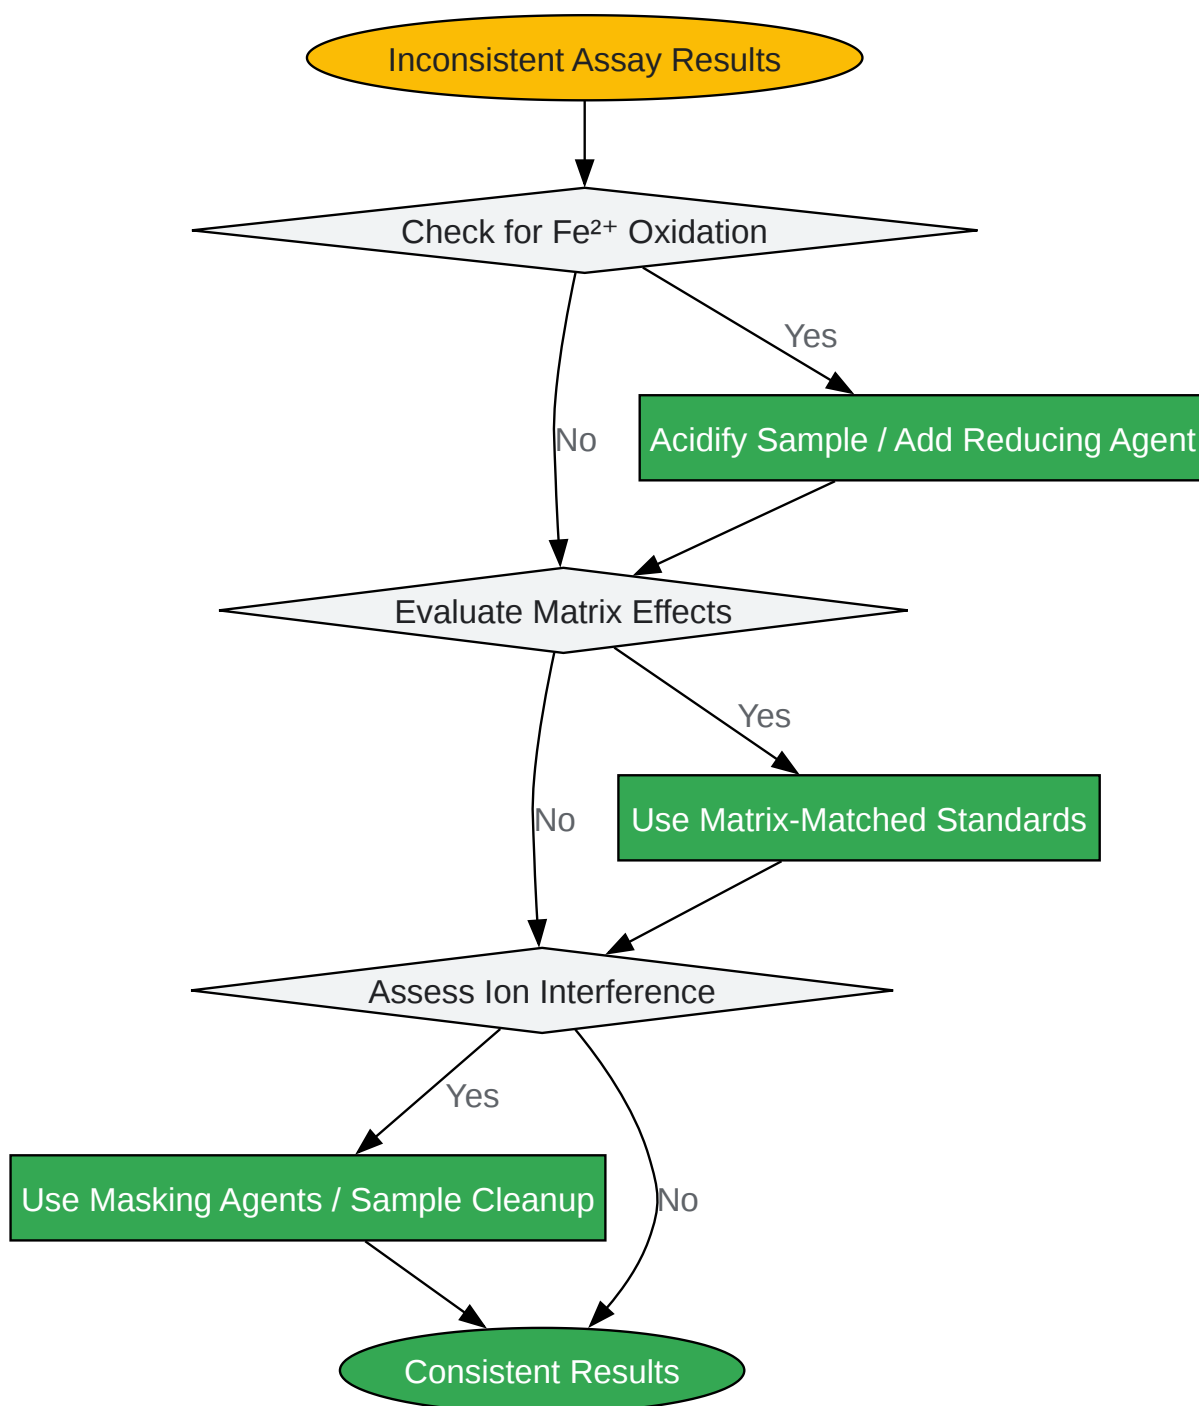 Inconsistent Assay Results
Check for Fe²⁺ Oxidation
Yes
No
Acidify Sample / Add Reducing Agent
Evaluate Matrix Effects
Yes
No
Use Matrix-Matched Standards
Assess Ion Interference
Yes
Use Masking Agents / Sample Cleanup
No
Consistent Results